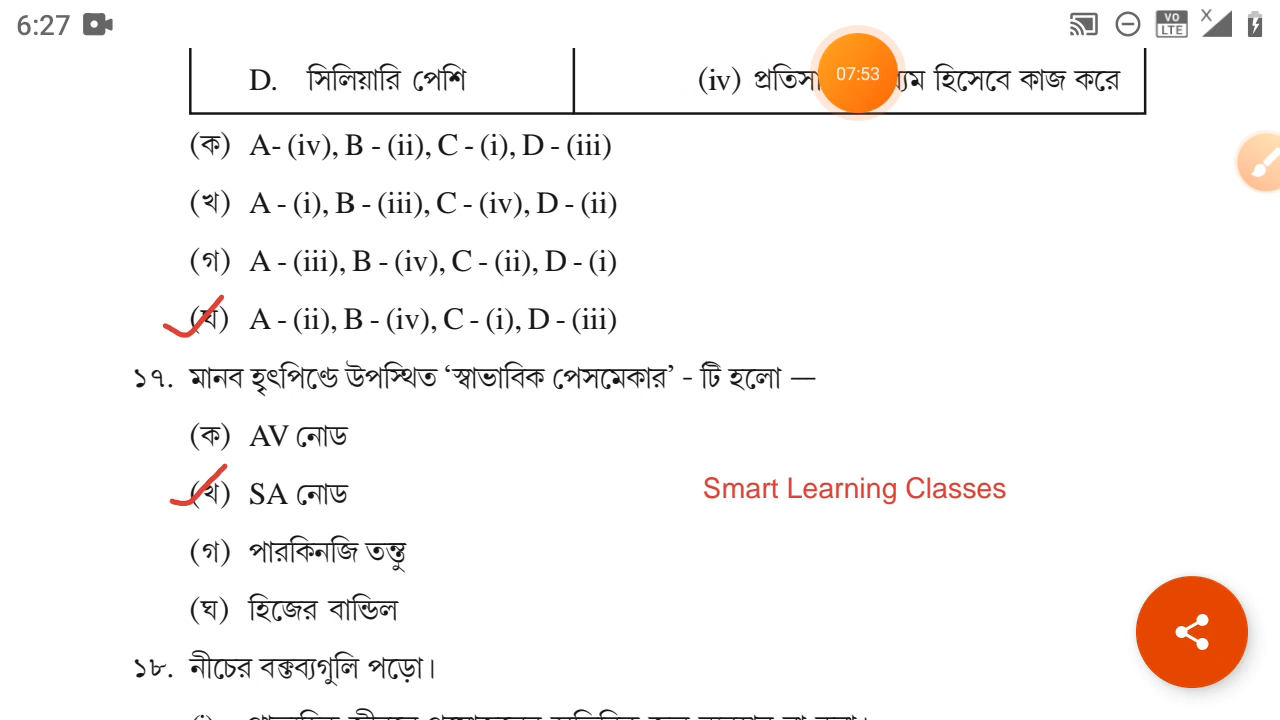 6:27
VO LTE X
D. সিলিয়ারি পেশি (iv) প্রতিসা 07:53 ্যম হিসেবে কাজ করে
(ক) A- (iv), B - (ii), C - (i), D - (iii)
(খ) A - (i), B - (iii), C - (iv), D - (ii)
(গ) A - (iii), B - (iv), C - (ii), D - (i)
(ঘ) A - (ii), B - (iv), C - (i), D - (iii)
১৭. মানব হৃৎপিণ্ডে উপস্থিত ‘স্বাভাবিক পেসমেকার’ - টি হলো —
(ক) AV নোড
(খ) SA নোড
Smart Learning Classes
(গ) পারকিনজি তন্তু
(ঘ) হিজের বান্ডিল
১৮. নীচের বক্তব্যগুলি পড়ো।